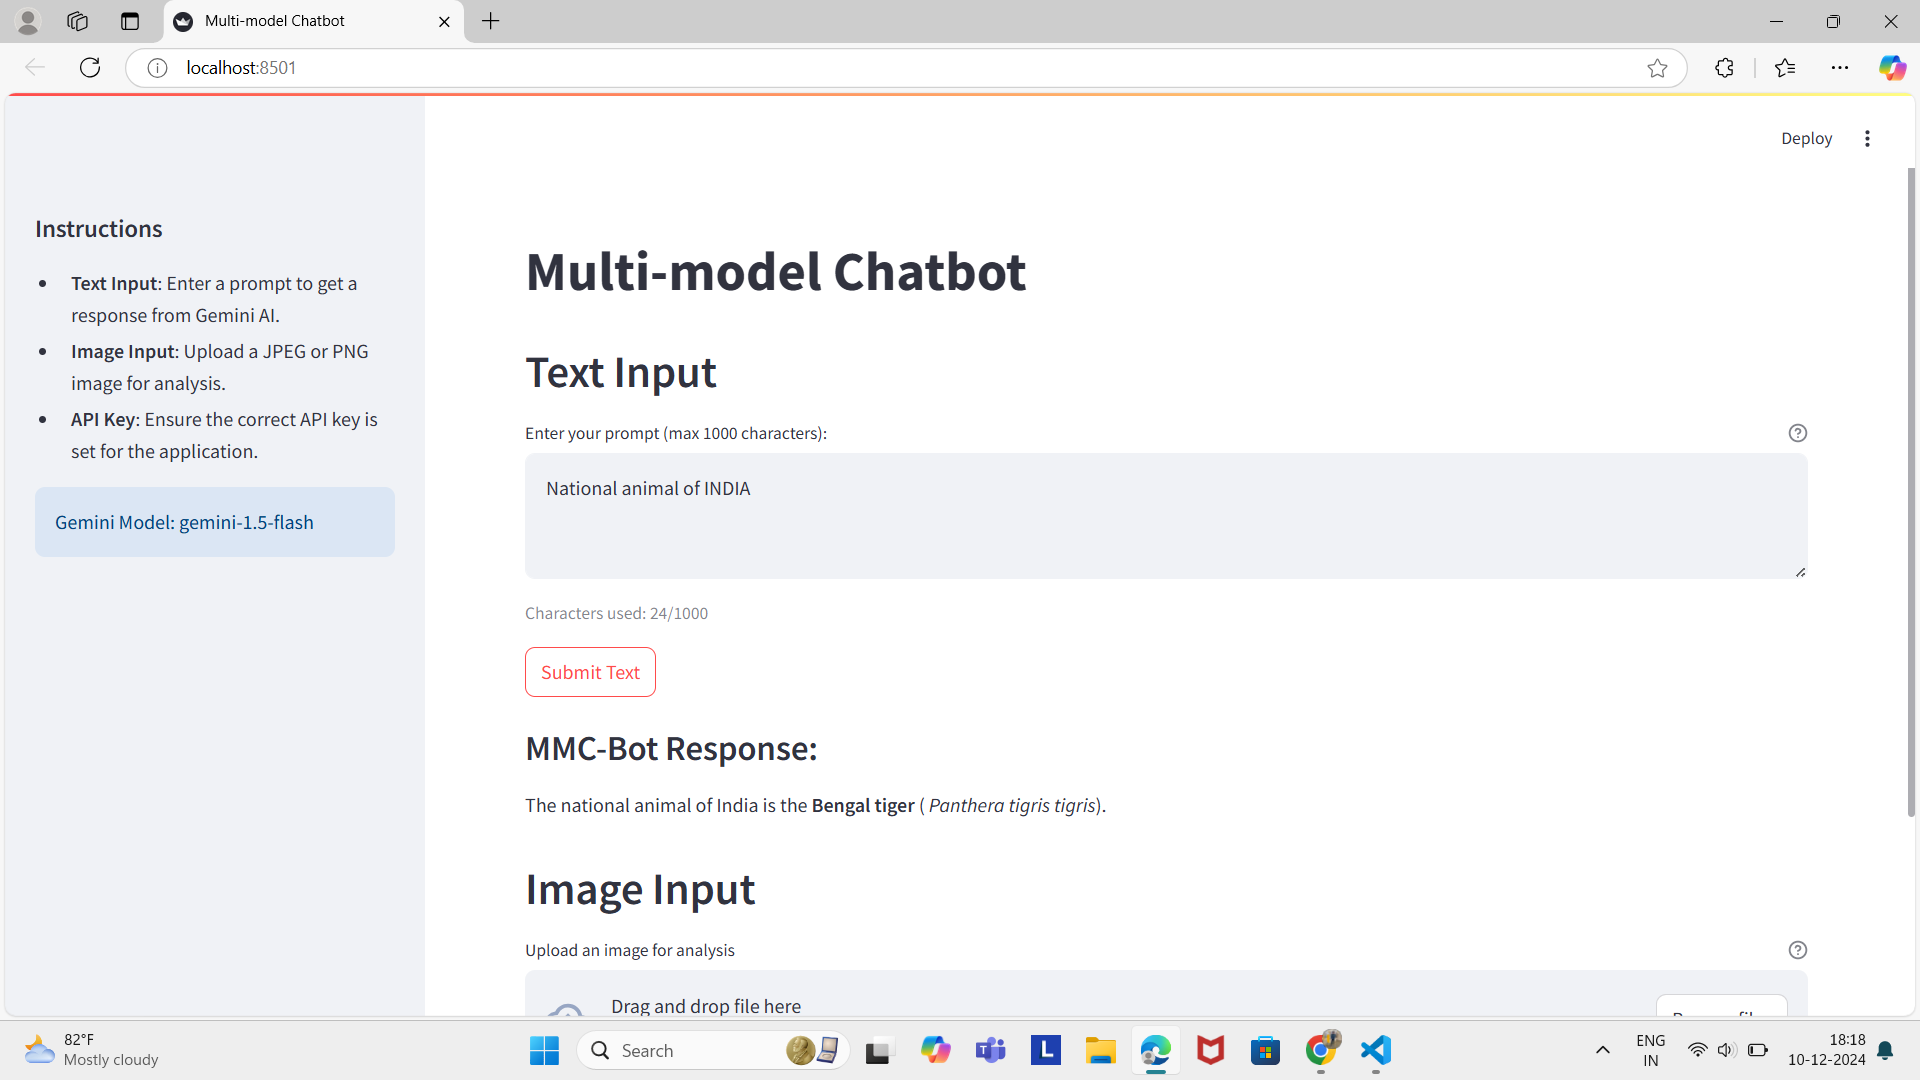 Multi-model Chatbot
localhost:8501
Deploy
Instructions
Text Input: Enter a prompt to get a
response from Gemini AI.
Image Input: Upload a JPEG or PNG
image for analysis.
API Key: Ensure the correct API key is
set for the application.
Gemini Model: gemini-1.5-flash
Multi-model Chatbot
Text Input
Enter your prompt (max 1000 characters):
National animal of INDIA
Characters used: 24/1000
Submit Text
MMC-Bot Response:
The national animal of India is the Bengal tiger ( Panthera tigris tigris).
Image Input
Upload an image for analysis
Drag and drop file here
82°F
Mostly cloudy
Search
L
ENG
IN
18:18
10-12-2024